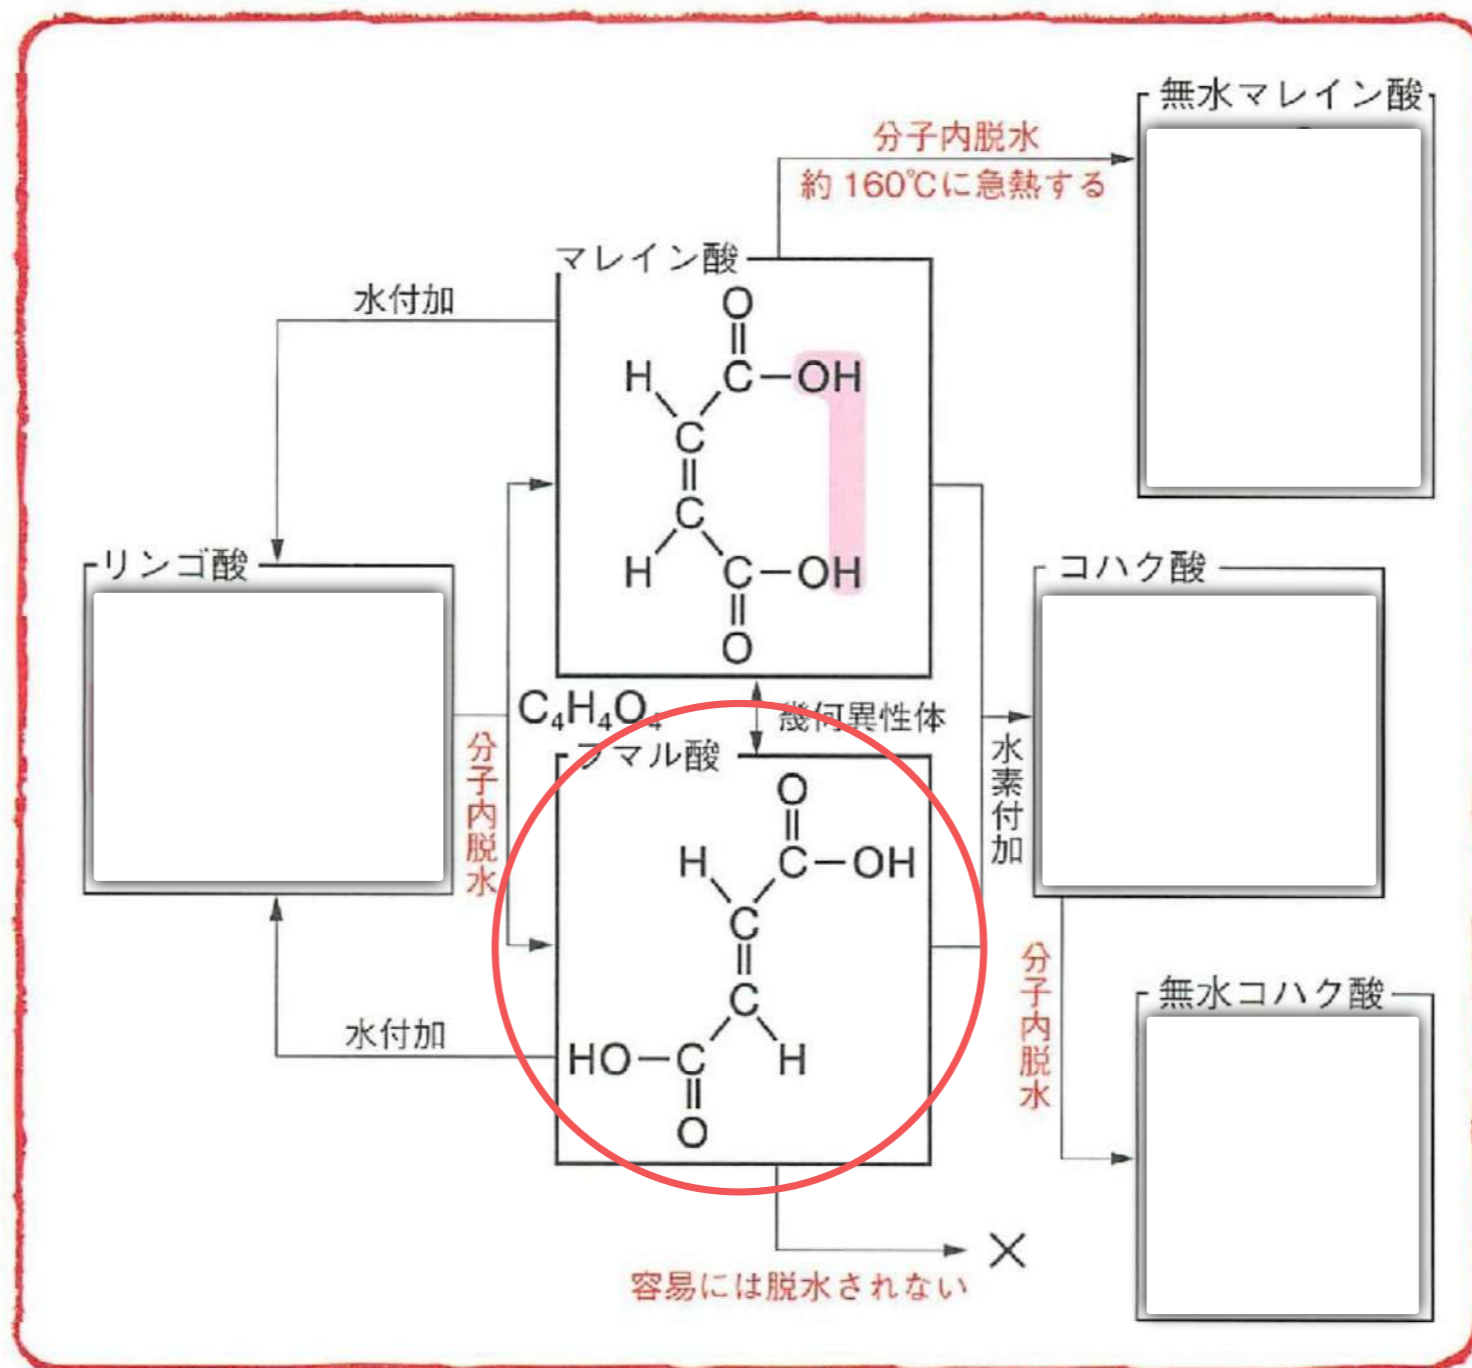 無水マレイン酸
分子内脱水
約160℃に急熱する
マレイン酸
水付加
O
H C−OH
C
C
H C−OH
O
リンゴ酸
コハク酸
C₄H₄O₄
幾何異性体
分子内脱水
フマル酸
水素付加
O
H C−OH
C
C
HO−C H
O
水付加
分子内脱水
無水コハク酸
×
容易には脱水されない